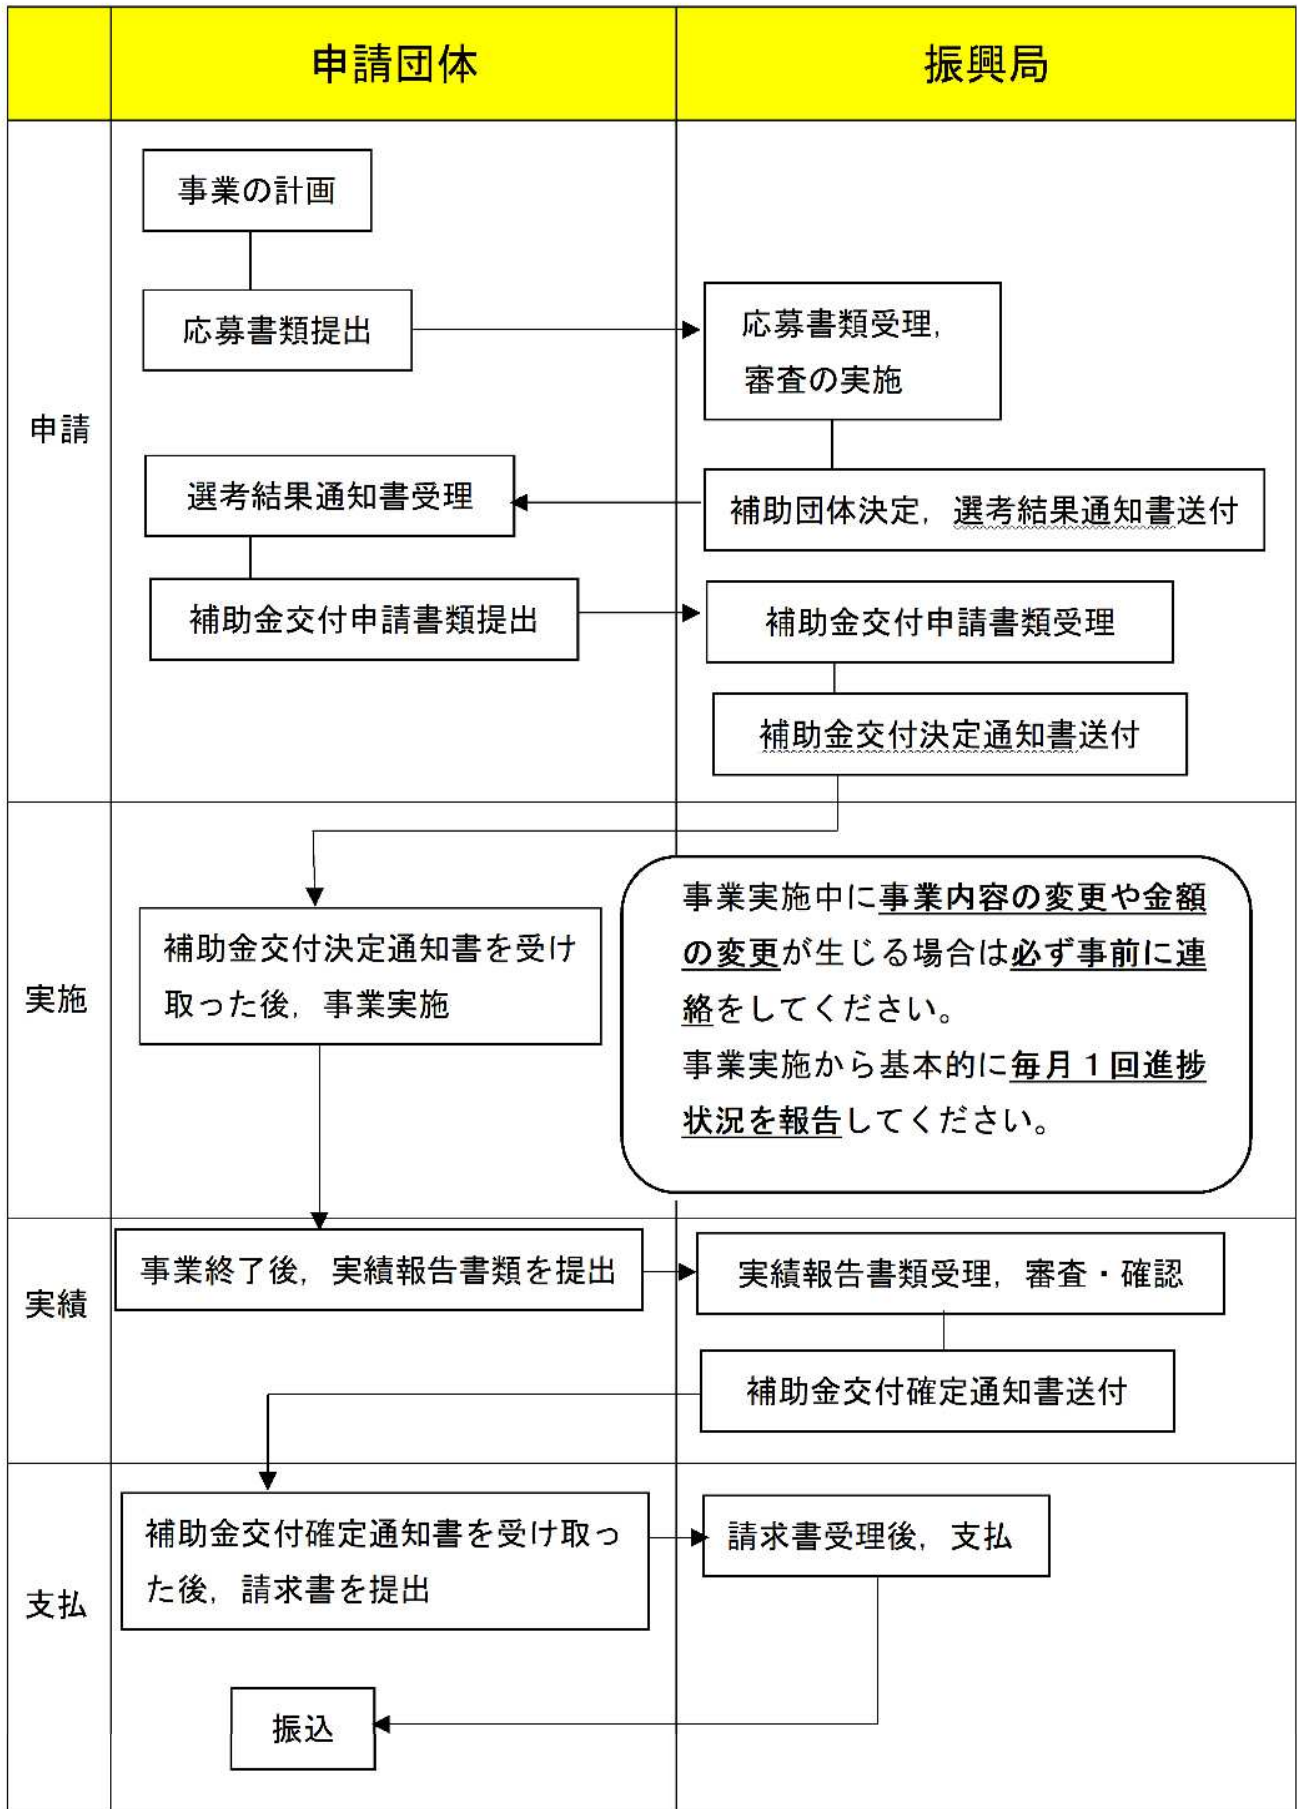 申請団体
振興局
申請
事業の計画
応募書類提出
応募書類受理,
審査の実施
補助団体決定, 選考結果通知書送付
選考結果通知書受理
補助金交付申請書類提出
補助金交付申請書類受理
補助金交付決定通知書送付
実施
補助金交付決定通知書を受け
取った後, 事業実施
事業実施中に事業内容の変更や金額
の変更が生じる場合は必ず事前に連
絡をしてください。
事業実施から基本的に毎月1回進捗
状況を報告してください。
実績
事業終了後, 実績報告書類を提出
実績報告書類受理, 審査・確認
補助金交付確定通知書送付
支払
補助金交付確定通知書を受け取っ
た後, 請求書を提出
請求書受理後, 支払
振込